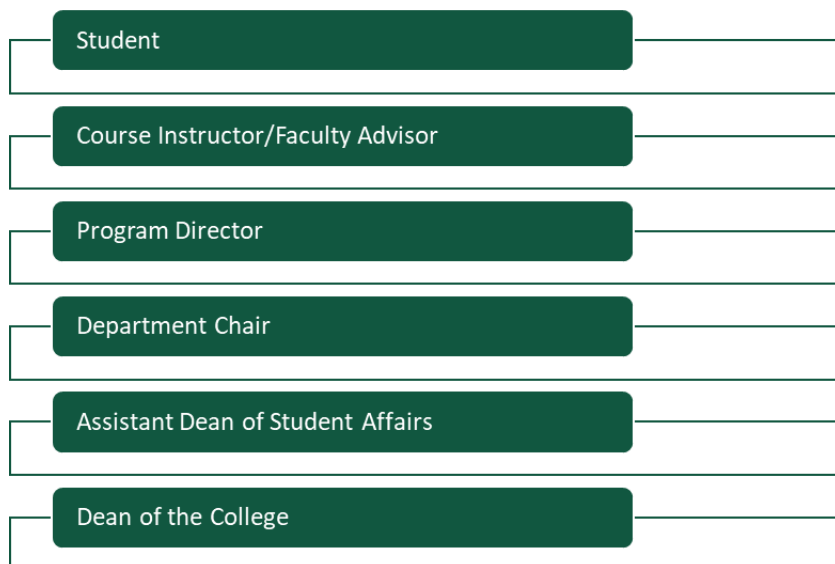 Student
Course Instructor/Faculty Advisor
Program Director
Department Chair
Assistant Dean of Student Affairs
Dean of the College